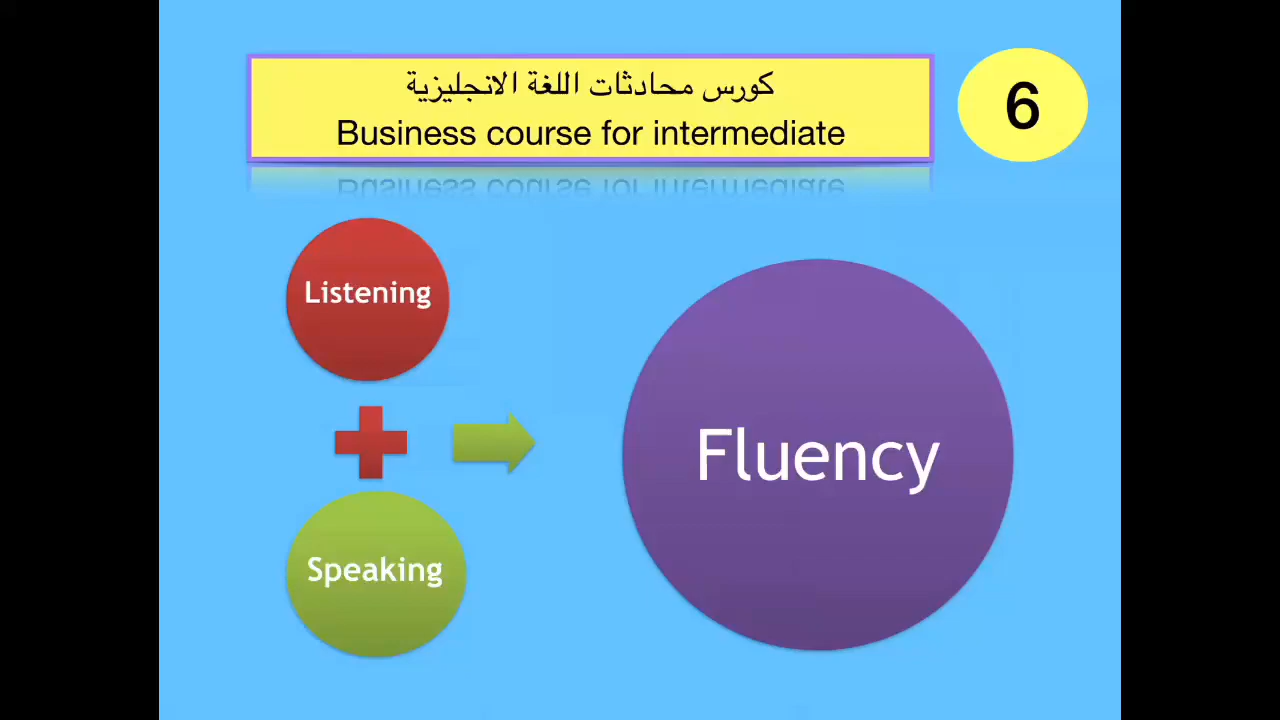 كورس محادثات اللغة الانجليزية
Business course for intermediate
6
Listening
Speaking
Fluency